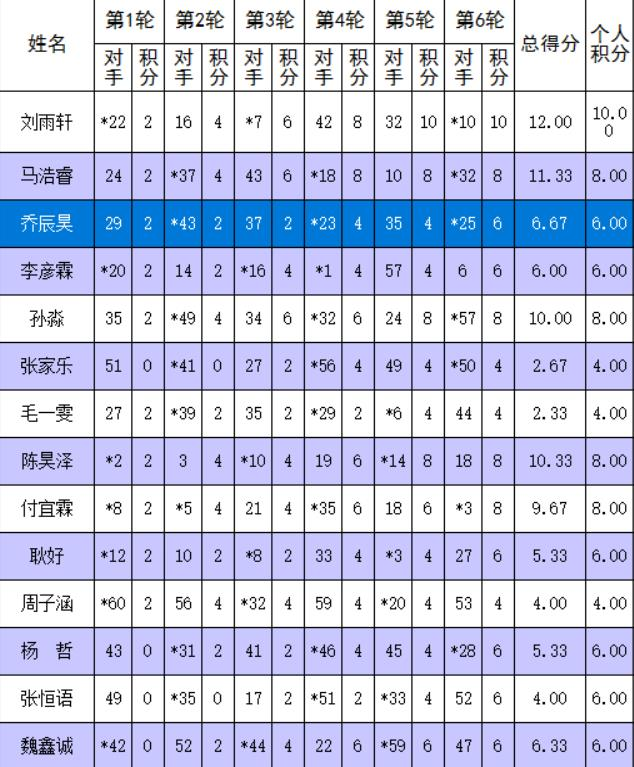 姓名 第1轮 第2轮 第3轮 第4轮 第5轮 第6轮 总得分 个人积分
对手 积分 对手 积分 对手 积分 对手 积分 对手 积分 对手 积分
刘雨轩 *22 2 16 4 *7 6 42 8 32 10 *10 10 12.00 10.00
马浩睿 24 2 *37 4 43 6 *18 8 10 8 *32 8 11.33 8.00
乔辰昊 29 2 *43 2 37 2 *23 4 35 4 *25 6 6.67 6.00
李彦霖 *20 2 14 2 *16 4 *1 4 57 4 6 6 6.00 6.00
孙淼 35 2 *49 4 34 6 *32 6 24 8 *57 8 10.00 8.00
张家乐 51 0 *41 0 27 2 *56 4 49 4 *50 4 2.67 4.00
毛一雯 27 2 *39 2 35 2 *29 2 *6 4 44 4 2.33 4.00
陈昊泽 *2 2 3 4 *10 4 19 6 *14 8 18 8 10.33 8.00
付宜霖 *8 2 *5 4 21 4 *35 6 18 6 *3 8 9.67 8.00
耿好 *12 2 10 2 *8 2 33 4 *3 4 27 6 5.33 6.00
周子涵 *60 2 56 4 *32 4 59 4 *20 4 53 4 4.00 4.00
杨 哲 43 0 *31 2 41 2 *46 4 45 4 *28 6 5.33 6.00
张恒语 49 0 *35 0 17 2 *51 2 *33 4 52 6 4.00 6.00
魏鑫诚 *42 0 52 2 *44 4 22 6 *59 6 47 6 6.33 6.00